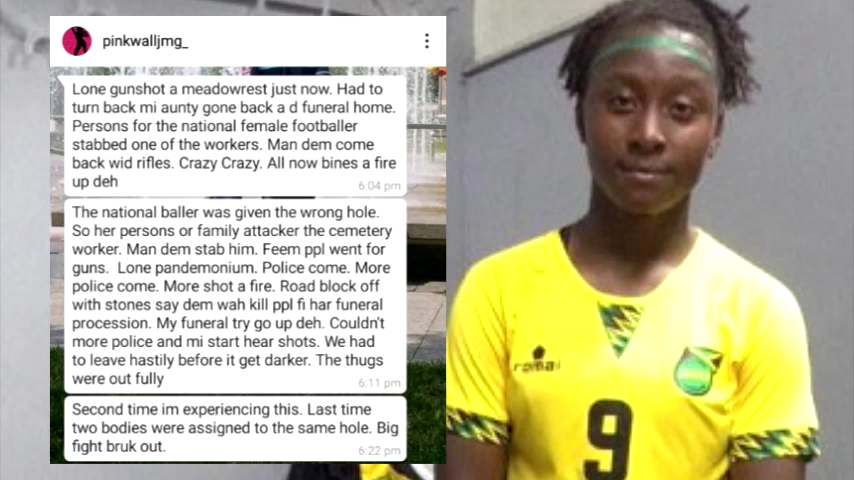 pinkwalljmg_
Lone gunshot a meadowrest just now. Had to
turn back mi aunty gone back a d funeral home.
Persons for the national female footballer
stabbed one of the workers. Man dem come
back wid rifles. Crazy Crazy. All now bines a fire
up deh
6:04 pm
The national baller was given the wrong hole.
So her persons or family attacker the cemetery
worker. Man dem stab him. Feem ppl went for
guns. Lone pandemonium. Police come. More
police come. More shot a fire. Road block off
with stones say dem wah kill ppl fi har funeral
procession. My funeral try go up deh. Couldn't
more police and mi start hear shots. We had
to leave hastily before it get darker. The thugs
were out fully
6:11 pm
Second time im experiencing this. Last time
two bodies were assigned to the same hole. Big
fight bruk out.
6:22 pm
romai
9